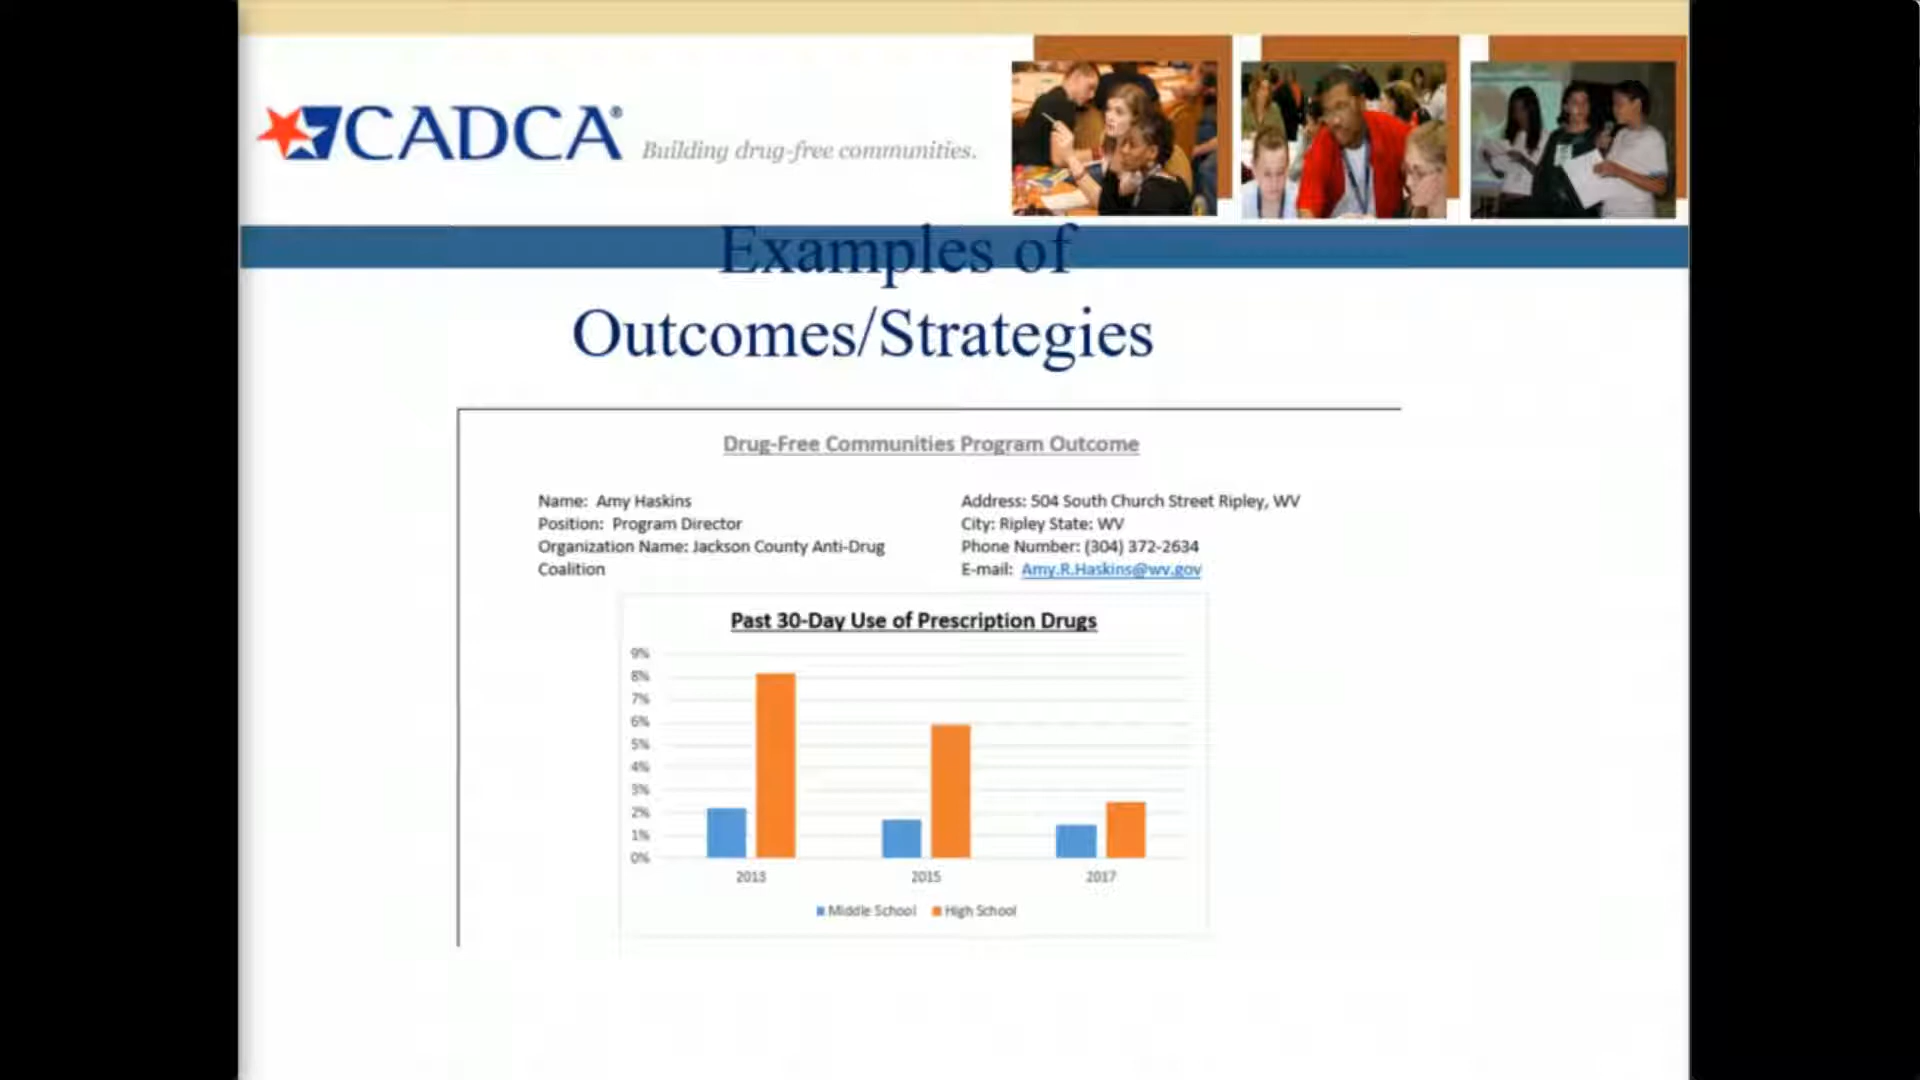 CADCA®
Building drug-free communities.
Examples of
Outcomes/Strategies
Drug-Free Communities Program Outcome
Name: Amy Haskins
Position: Program Director
Organization Name: Jackson County Anti-Drug
Coalition
Address: 504 South Church Street Ripley, WV
City: Ripley State: WV
Phone Number: (304) 372-2634
E-mail: Amy.R.Haskins@wv.gov
Past 30-Day Use of Prescription Drugs
9%
8%
7%
6%
5%
4%
3%
2%
1%
0%
2013 2015 2017
Middle School High School